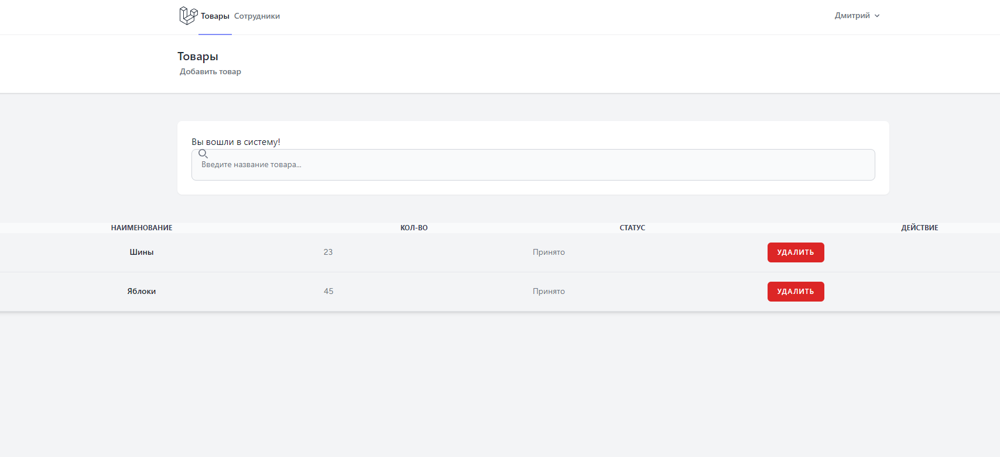 Товары Сотрудники Дмитрий
Товары
Добавить товар
Вы вошли в систему!
Введите название товара...
НАИМЕНОВАНИЕ КОЛ-ВО СТАТУС ДЕЙСТВИЕ
Шины 23 Принято УДАЛИТЬ
Яблоки 45 Принято УДАЛИТЬ